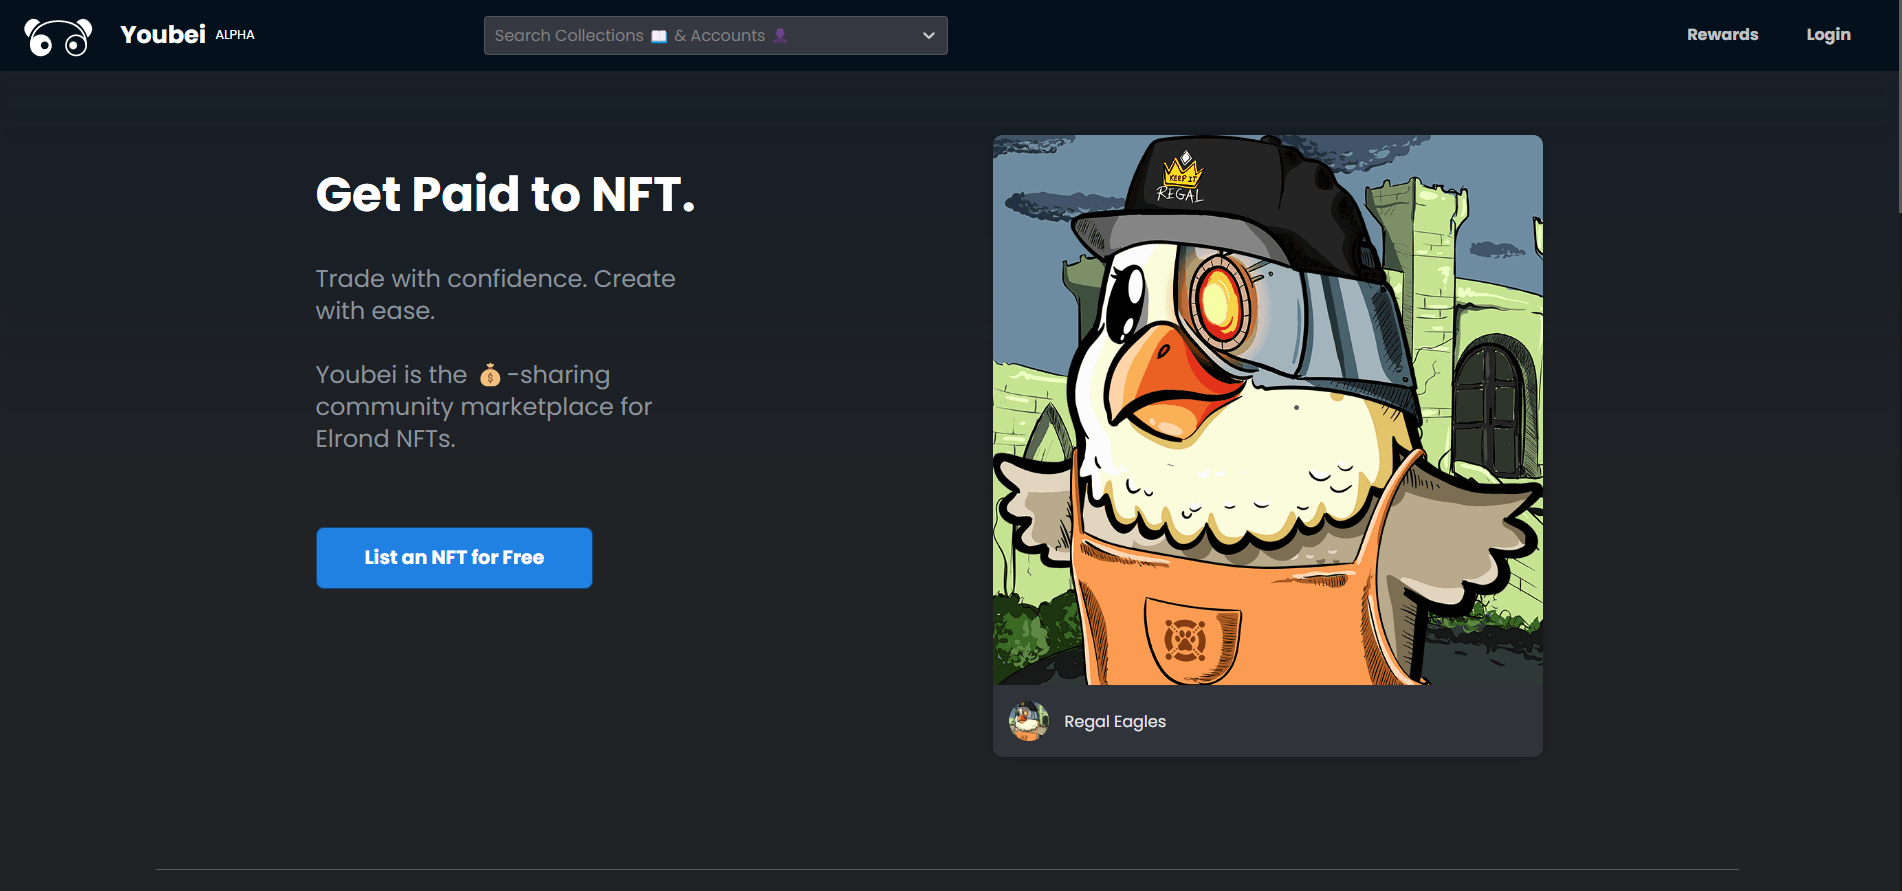 Youbei ALPHA
Search Collections 📖 & Accounts 👤
Rewards
Login
Get Paid to NFT.
Trade with confidence. Create
with ease.
Youbei is the 💰-sharing
community marketplace for
Elrond NFTs.
List an NFT for Free
KEEP IT
REGAL
Regal Eagles